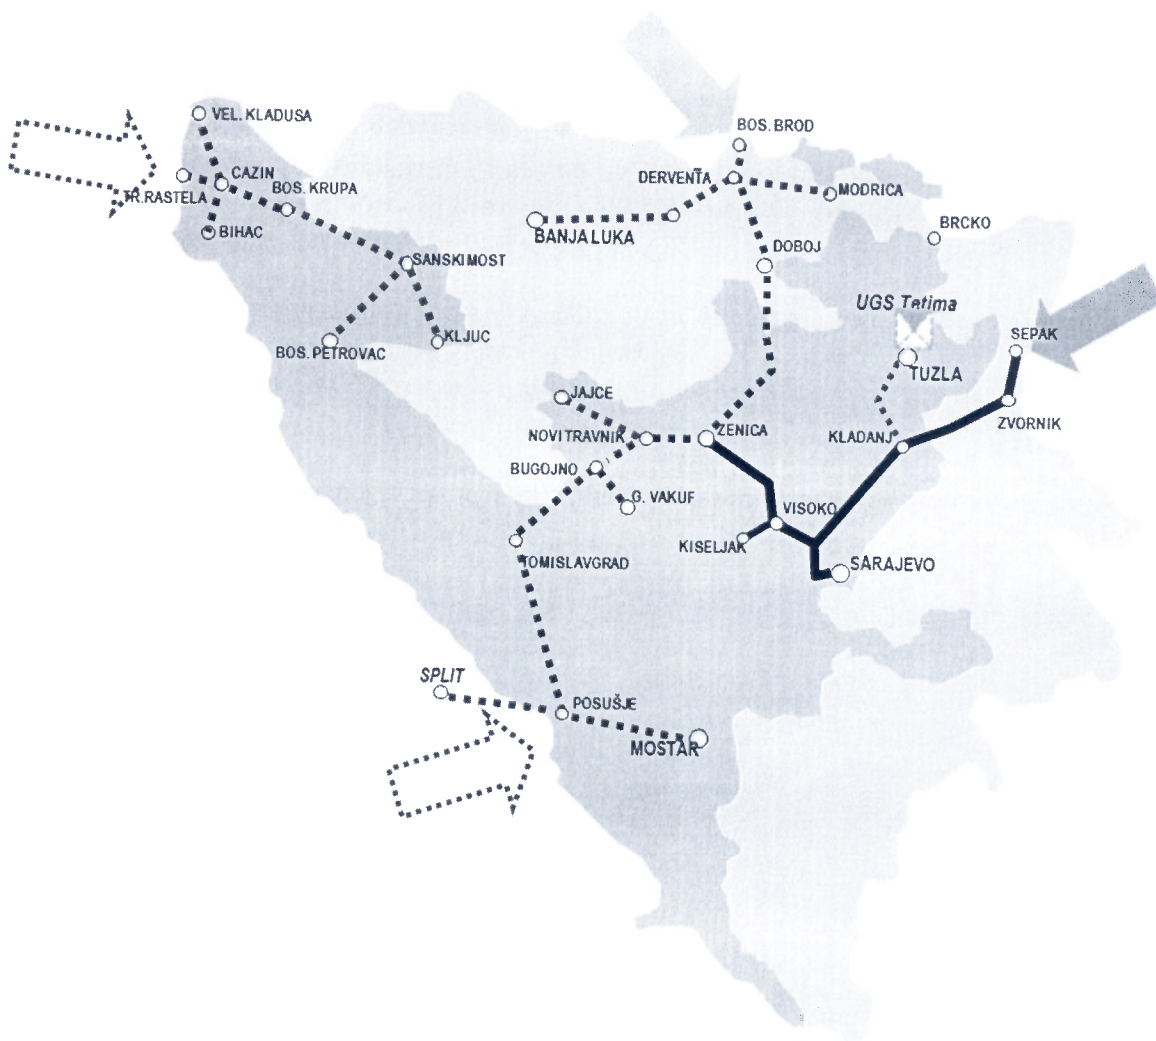 VEL. KLADUSA
BOS. BROD
CAZIN
BOS. KRUPA
DERVENTA
MODRICA
TR.RASTELA
BIHAC
BANJA LUKA
BRCKO
DOBOJ
SANSKI MOST
UGS Tetima
SEPAK
KLJUC
BOS. PETROVAC
TUZLA
JAJCE
ZVORNIK
NOVI TRAVNIK
ZENICA
KLADANJ
BUGOJNO
G. VAKUF
VISOKO
KISELJAK
TOMISLAVGRAD
SARAJEVO
SPLIT
POSUŠJE
MOSTAR